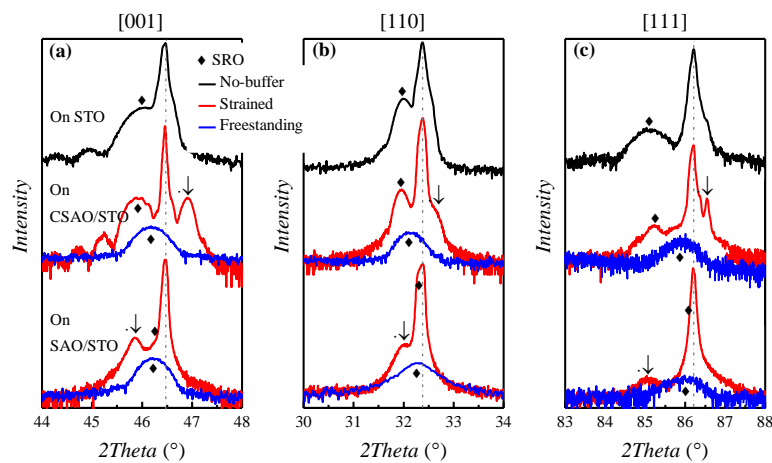 [001]
[110]
[111]
(a)
◆ SRO
No-buffer
Strained
Freestanding
On STO
On
CSAO/STO
On
SAO/STO
Intensity
44 45 46 47 48
2Theta (°)
(b)
Intensity
30 31 32 33 34
2Theta (°)
(c)
Intensity
83 84 85 86 87 88
2Theta (°)